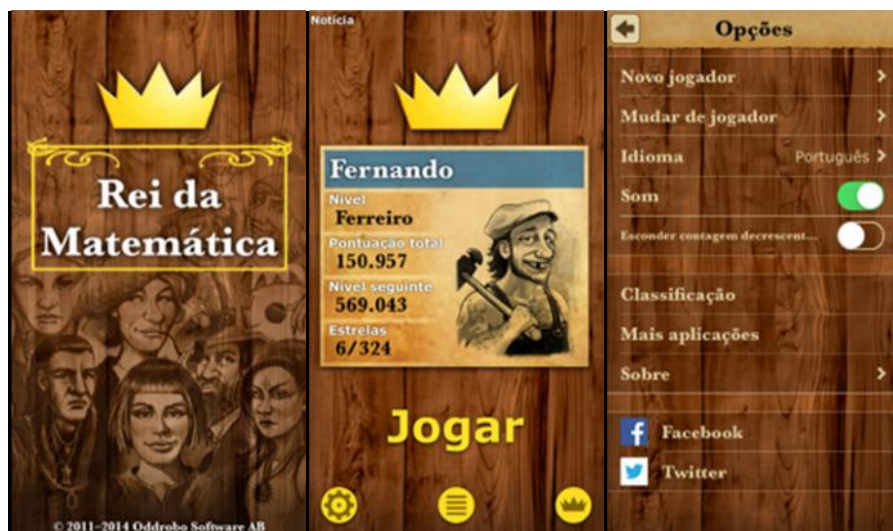 Rei da
Matemática
© 2011–2014 Oddrobo Software AB
Notícia
Fernando
Nível
Ferreiro
Pontuação total
150.957
Nível seguinte
569.043
Estrelas
6/324
Jogar
Opções
Novo jogador
Mudar de jogador
Idioma Português
Som
Esconder contagem decrescent...
Classificação
Mais aplicações
Sobre
Facebook
Twitter